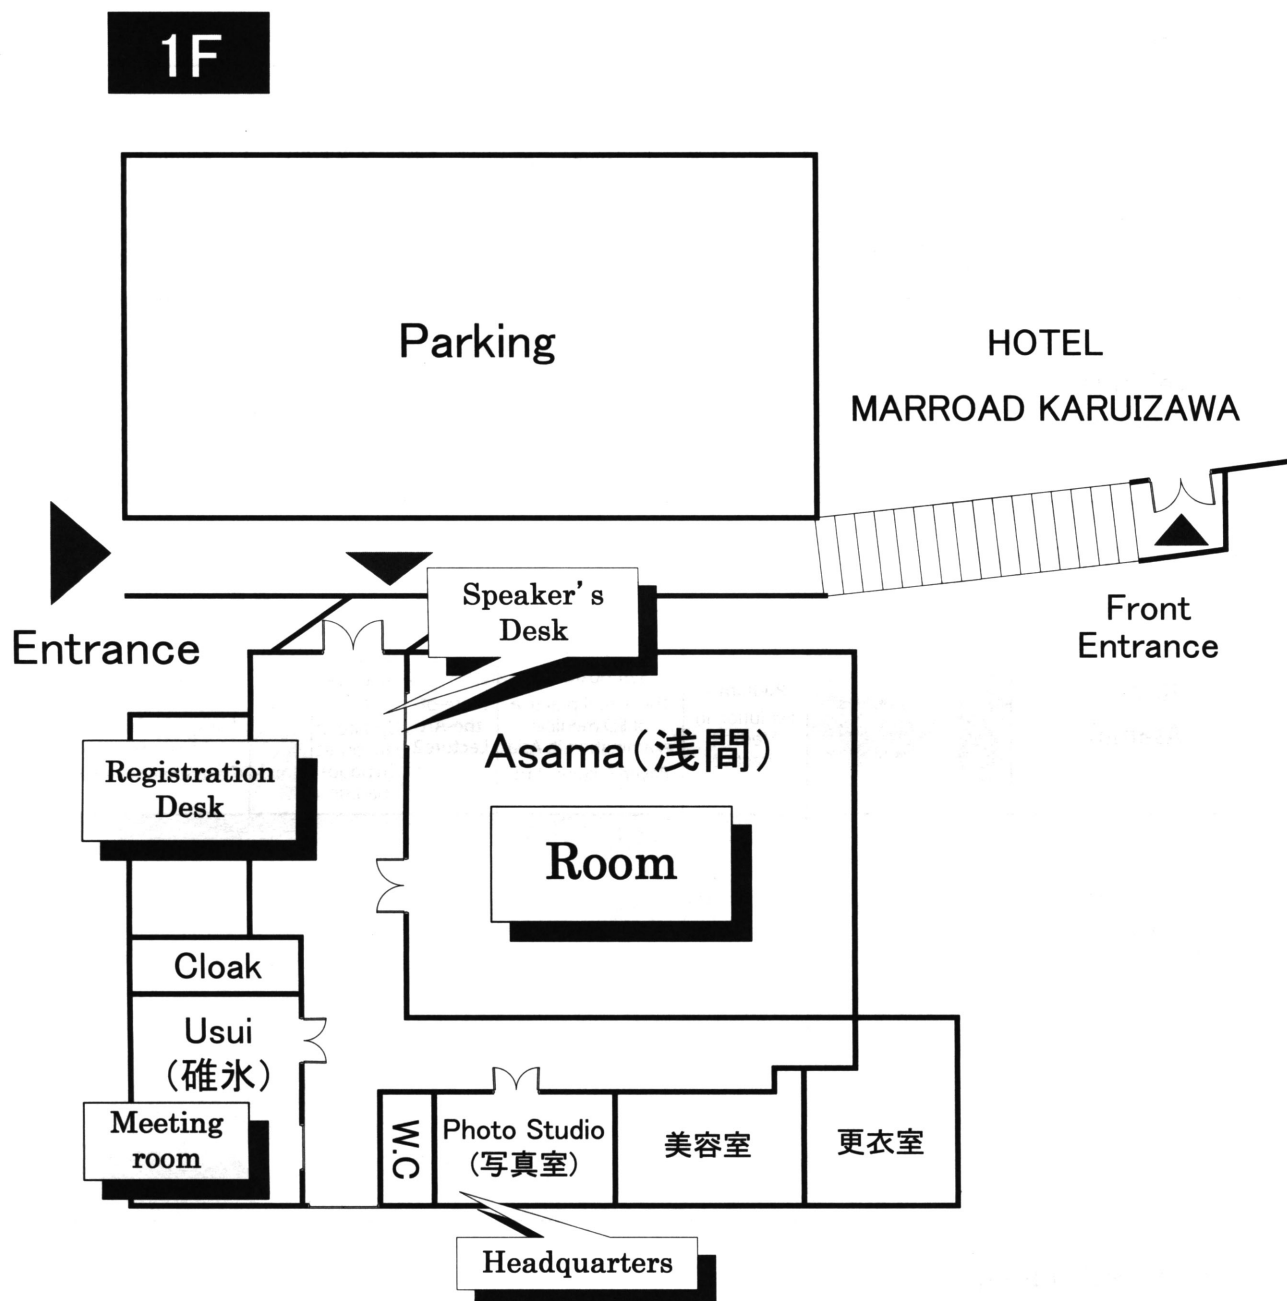 1F
Parking
HOTEL
MARROAD KARUIZAWA
Speaker's
Desk
Front
Entrance
Entrance
Asama(浅間)
Registration
Desk
Room
Cloak
Usui
(碓氷)
Meeting
room
W.C
Photo Studio
(写真室)
美容室
更衣室
Headquarters